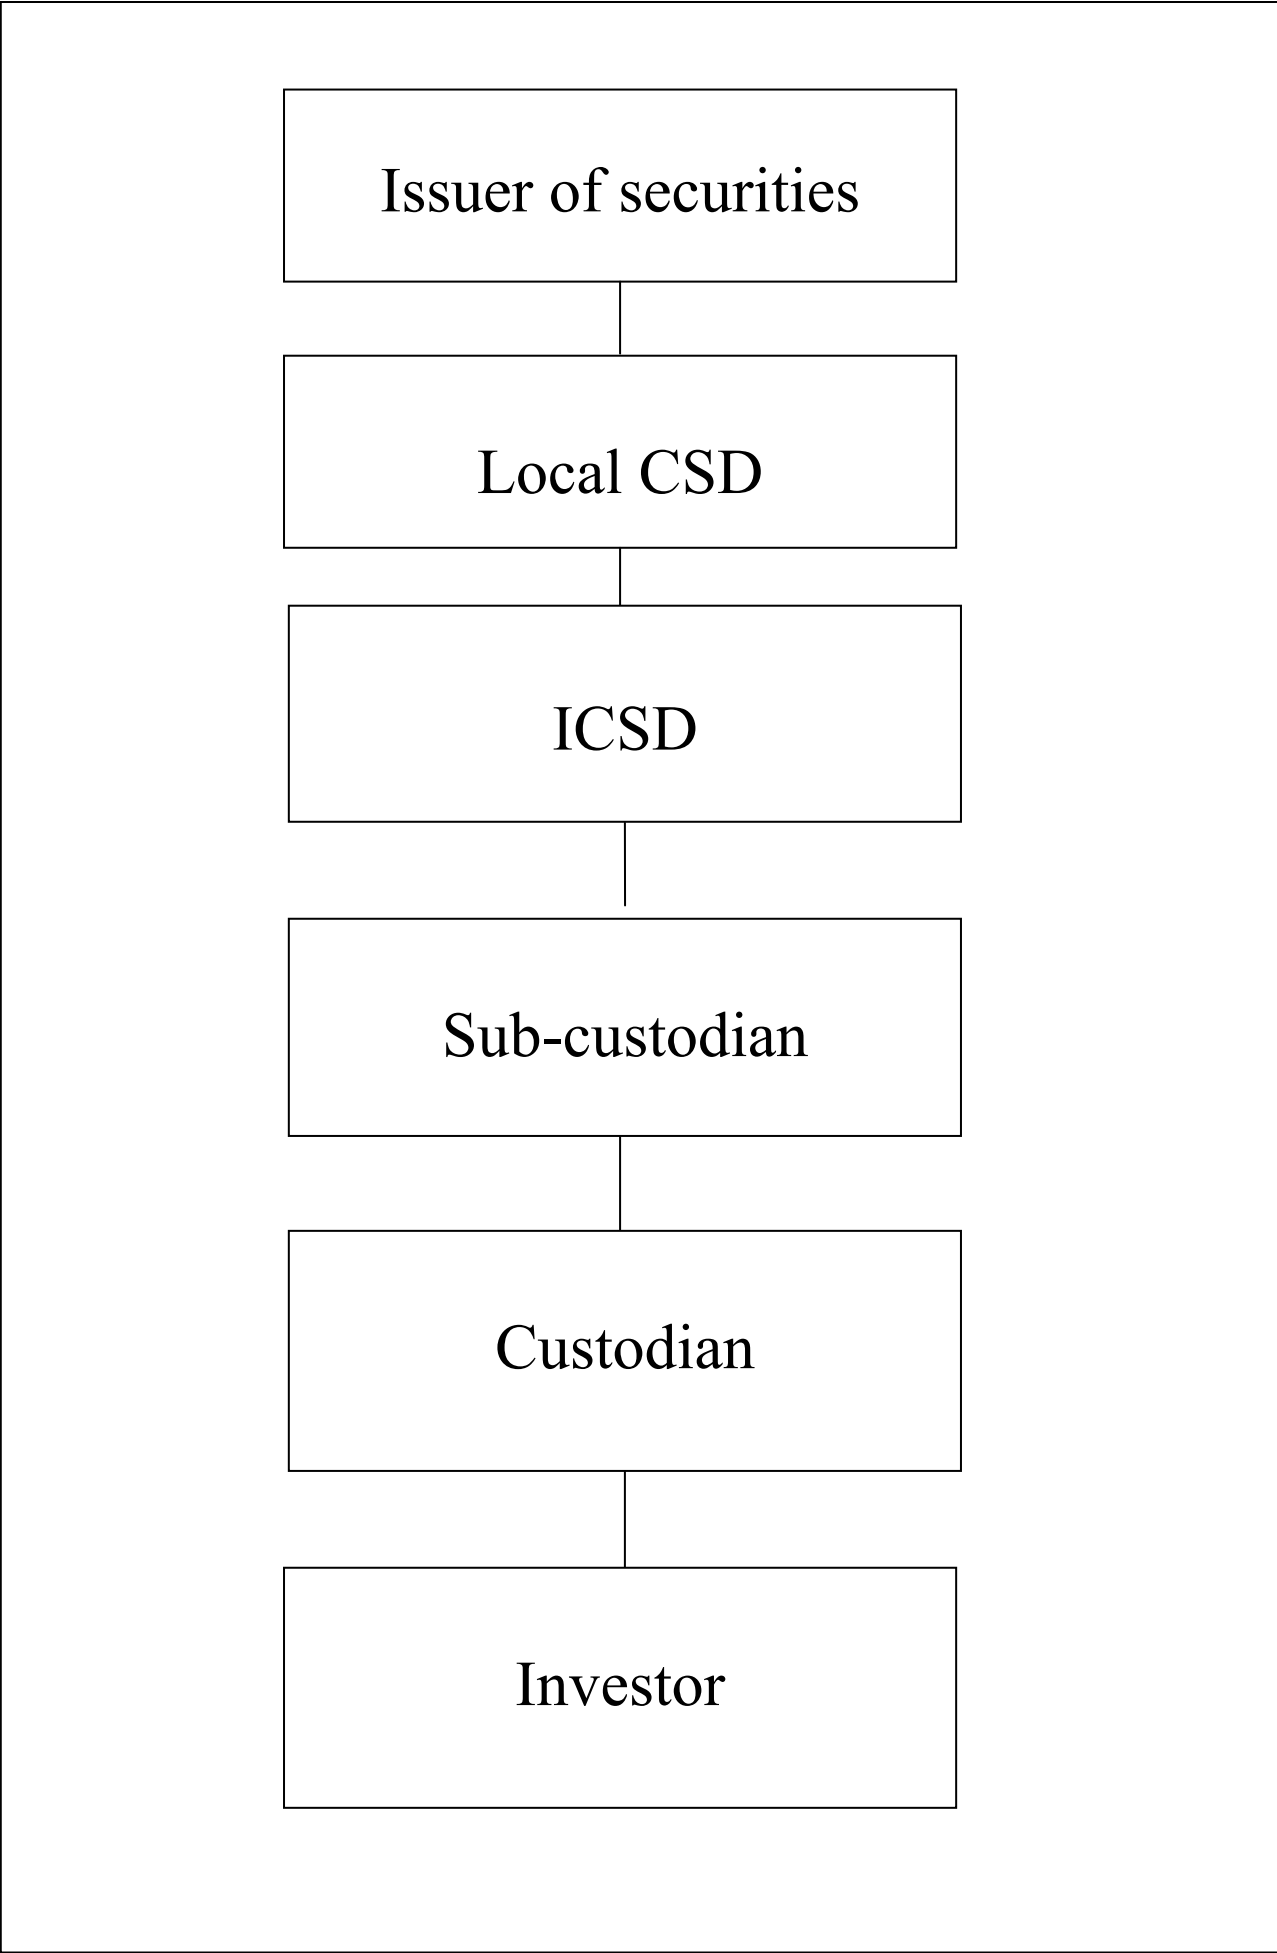 Issuer of securities
Local CSD
ICSD
Sub-custodian
Custodian
Investor